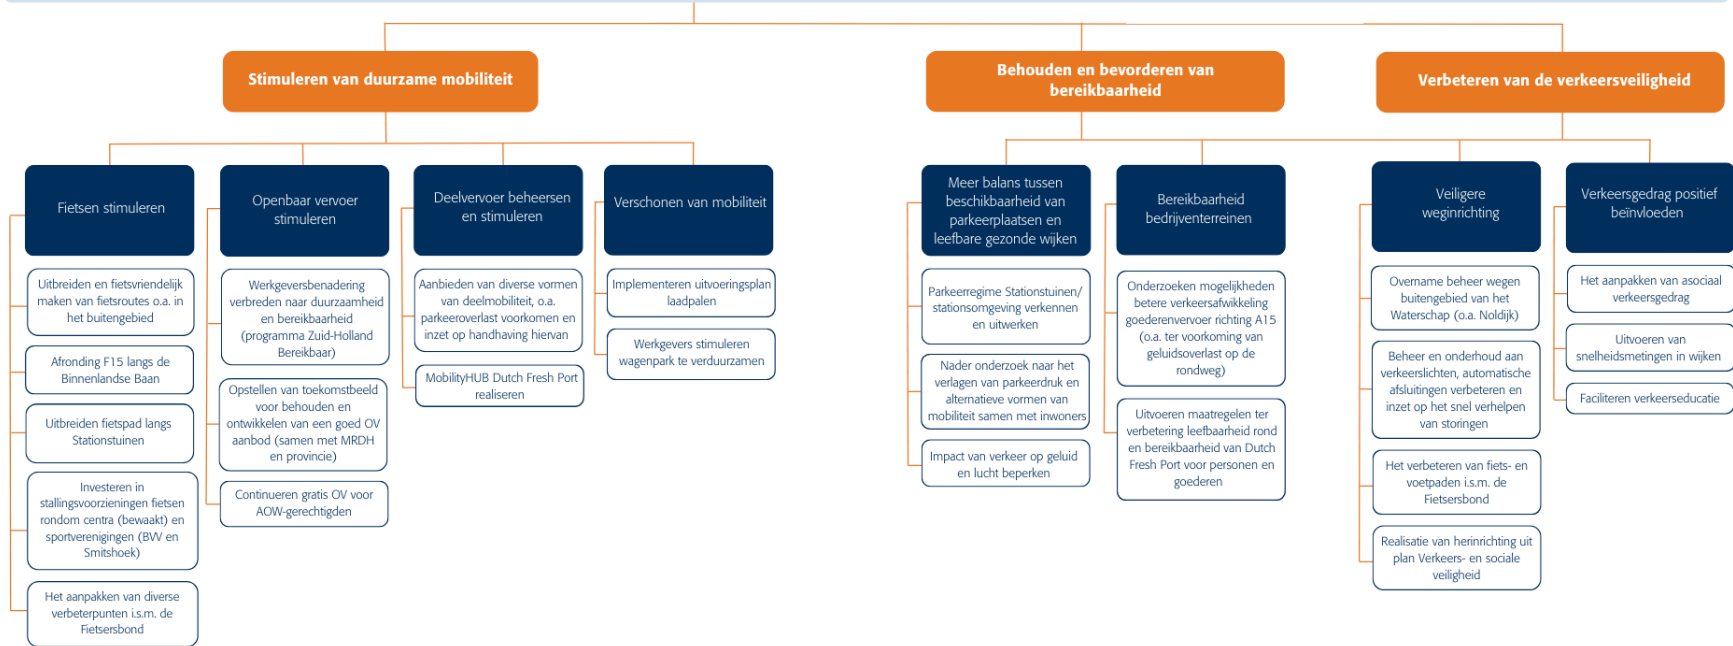 Stimuleren van duurzame mobiliteit
Behouden en bevorderen van
bereikbaarheid
Verbeteren van de verkeersveiligheid
Fietsen stimuleren
Uitbreiden en fietsvriendelijk
maken van fietsroutes o.a. in
het buitengebied
Afronding F15 langs de
Binnenlandse Baan
Uitbreiden fietspad langs
Stationstuinen
Investeren in
stallingsvoorzieningen fietsen
rondom centra (bewaakt) en
sportverenigingen (BVV en
Smitshoek)
Het aanpakken van diverse
verbeterpunten i.s.m. de
Fietsersbond
Openbaar vervoer
stimuleren
Werkgeversbenadering
verbreden naar duurzaamheid
en bereikbaarheid
(programma Zuid-Holland
Bereikbaar)
Opstellen van toekomstbeeld
voor behouden en
ontwikkelen van een goed OV
aanbod (samen met MRDH
en provincie)
Continueren gratis OV voor
AOW-gerechtigden
Deelvervoer beheersen
en stimuleren
Aanbieden van diverse vormen
van deelmobiliteit, o.a.
parkeeroverlast voorkomen en
inzet op handhaving hiervan
MobilityHUB Dutch Fresh Port
realiseren
Verschonen van mobiliteit
Implementeren uitvoeringsplan
laadpalen
Werkgevers stimuleren
wagenpark te verduurzamen
Meer balans tussen
beschikbaarheid van
parkeerplaatsen en
leefbare gezonde wijken
Parkeerregime Stationstuinen/
stationsomgeving verkennen
en uitwerken
Nader onderzoek naar het
verlagen van parkeerdruk en
alternatieve vormen van
mobiliteit samen met inwoners
Impact van verkeer op geluid
en lucht beperken
Bereikbaarheid
bedrijventerreinen
Onderzoeken mogelijkheden
betere verkeersafwikkeling
goederenvervoer richting A15
(o.a. ter voorkoming van
geluidsoverlast op de
rondweg)
Uitvoeren maatregelen ter
verbetering leefbaarheid rond
en bereikbaarheid van Dutch
Fresh Port voor personen en
goederen
Veiligere
weginrichting
Overname beheer wegen
buitengebied van het
Waterschap (o.a. Noldijk)
Beheer en onderhoud aan
verkeerslichten, automatische
afsluitingen verbeteren en
inzet op het snel verhelpen
van storingen
Het verbeteren van fiets- en
voetpaden i.s.m. de
Fietsersbond
Realisatie van herinrichting uit
plan Verkeers- en sociale
veiligheid
Verkeersgedrag positief
beïnvloeden
Het aanpakken van asociaal
verkeersgedrag
Uitvoeren van
snelheidsmetingen in wijken
Faciliteren verkeerseducatie